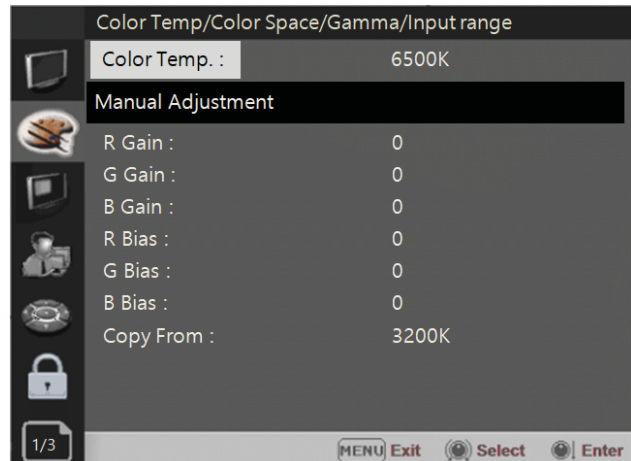 Color Temp/Color Space/Gamma/Input range
Color Temp. : 6500K
Manual Adjustment
R Gain : 0
G Gain : 0
B Gain : 0
R Bias : 0
G Bias : 0
B Bias : 0
Copy From : 3200K
1/3 MENU Exit Select Enter